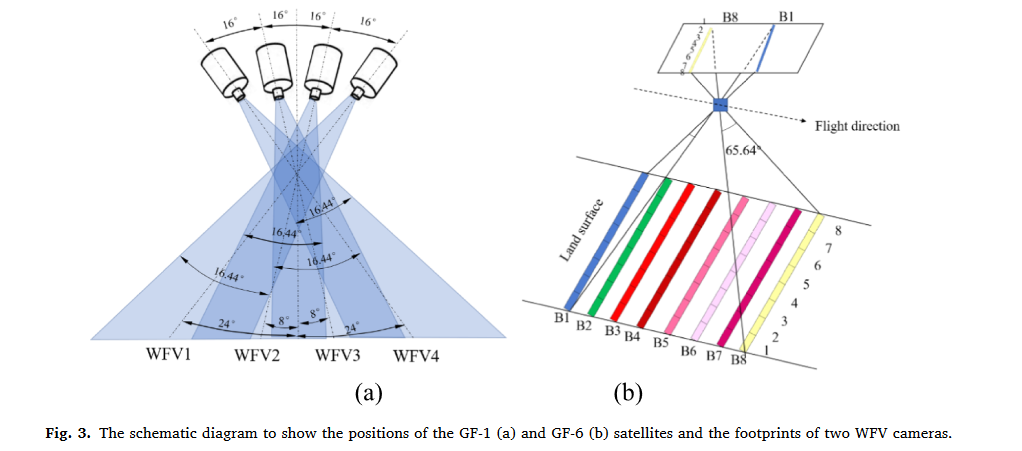 16° 16° 16° 16°
B8 B1
1
2
8
Flight direction
65.64°
16.44°
16.44°
16.44°
16.44°
Land surface
8
7
6
5
4
3
2
1
24° 8° 8° 24°
B1 B2 B3 B4 B5 B6 B7 B8
WFV1 WFV2 WFV3 WFV4
(a) (b)
Fig. 3. The schematic diagram to show the positions of the GF-1 (a) and GF-6 (b) satellites and the footprints of two WFV cameras.